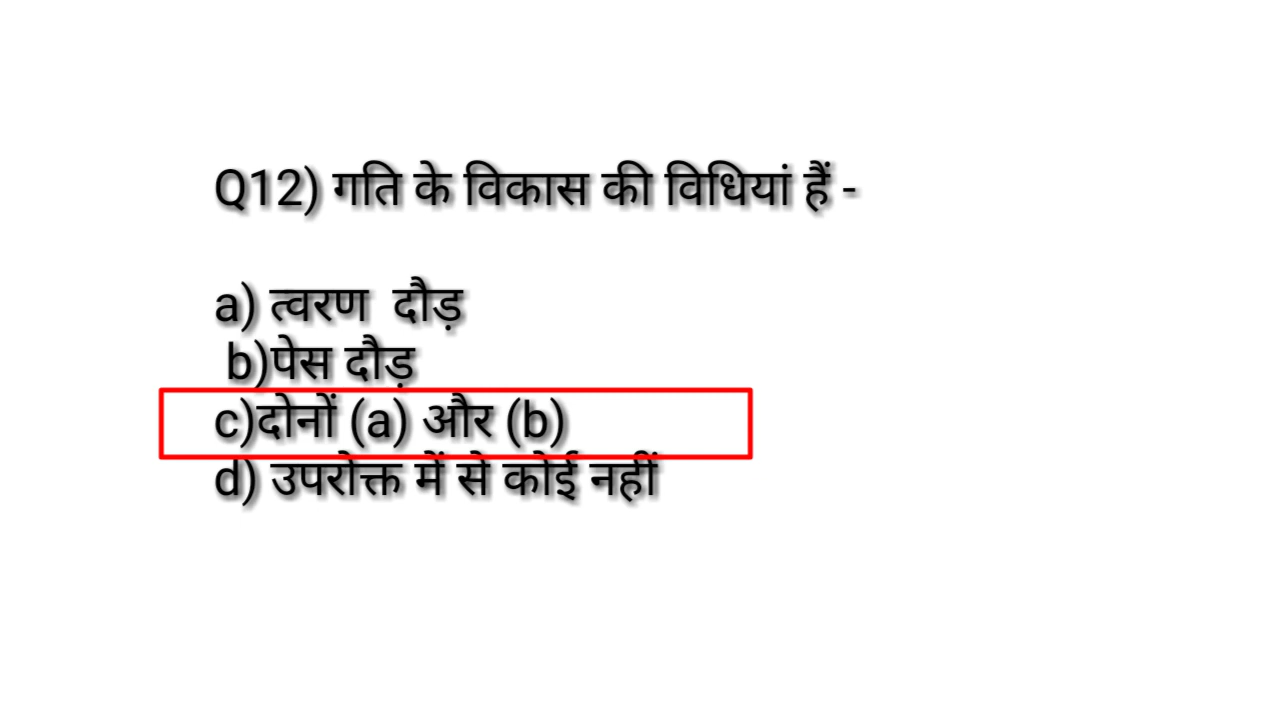 Q12) गति के विकास की विधियां हैं -
a) त्वरण दौड़
b)पेस दौड़
c)दोनों (a) और (b)
d) उपरोक्त में से कोई नहीं